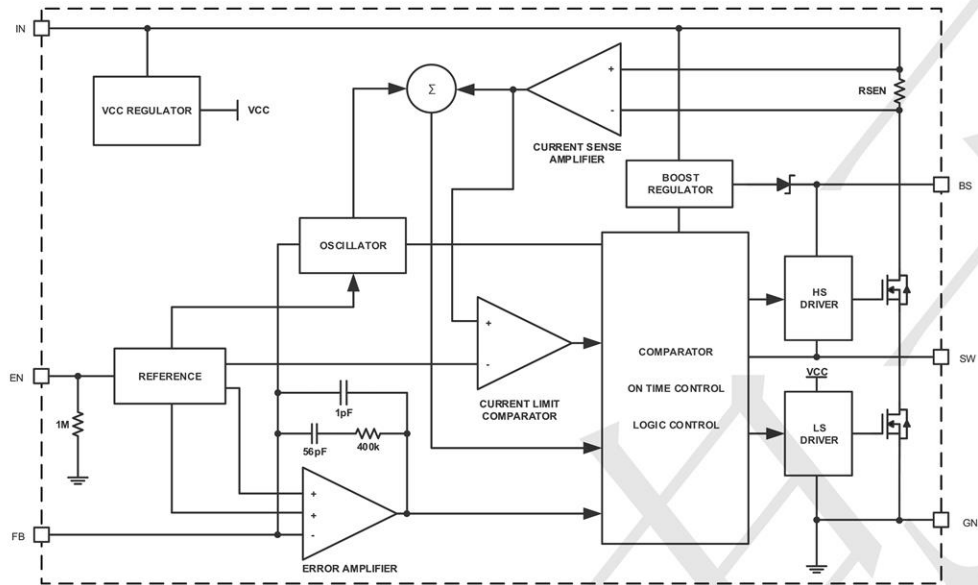 IN
Σ
+
-
RSEN
VCC REGULATOR
VCC
CURRENT SENSE
AMPLIFIER
BOOST
REGULATOR
BS
OSCILLATOR
HS
DRIVER
+
-
COMPARATOR
ON TIME CONTROL
LOGIC CONTROL
SW
EN
REFERENCE
VCC
1M
1pF
CURRENT LIMIT
COMPARATOR
LS
DRIVER
56pF
400k
+
+
-
FB
GN
ERROR AMPLIFIER